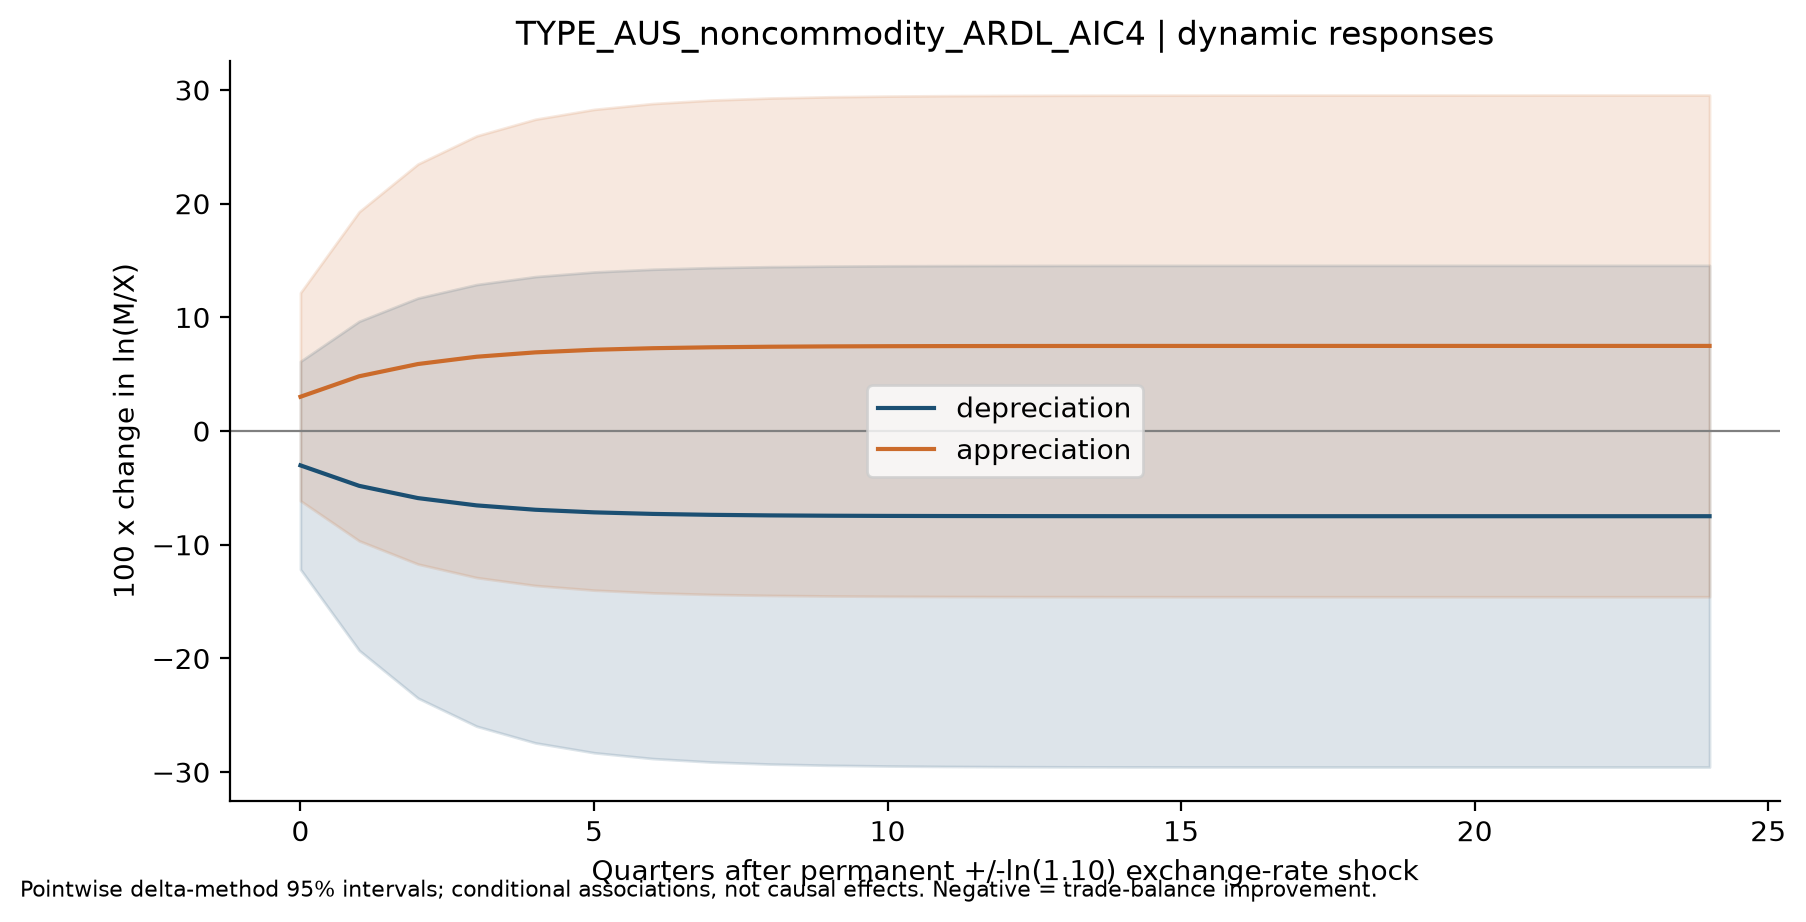 TYPE_AUS_noncommodity_ARDL_AIC4 | dynamic responses
100 x change in ln(M/X)
30
20
10
0
−10
−20
−30
depreciation
appreciation
0 5 10 15 20 25
Quarters after permanent +/-ln(1.10) exchange-rate shock
Pointwise delta-method 95% intervals; conditional associations, not causal effects. Negative = trade-balance improvement.